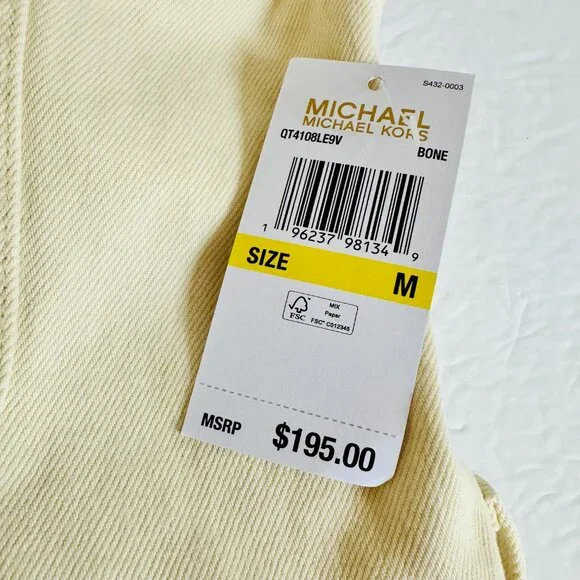 S432-0003
MICHAEL
MICHAEL KORS
QT4108LE9V
BONE
1 96237 98134 9
SIZE M
FSC
MIX
Paper
FSC® C012345
MSRP $195.00